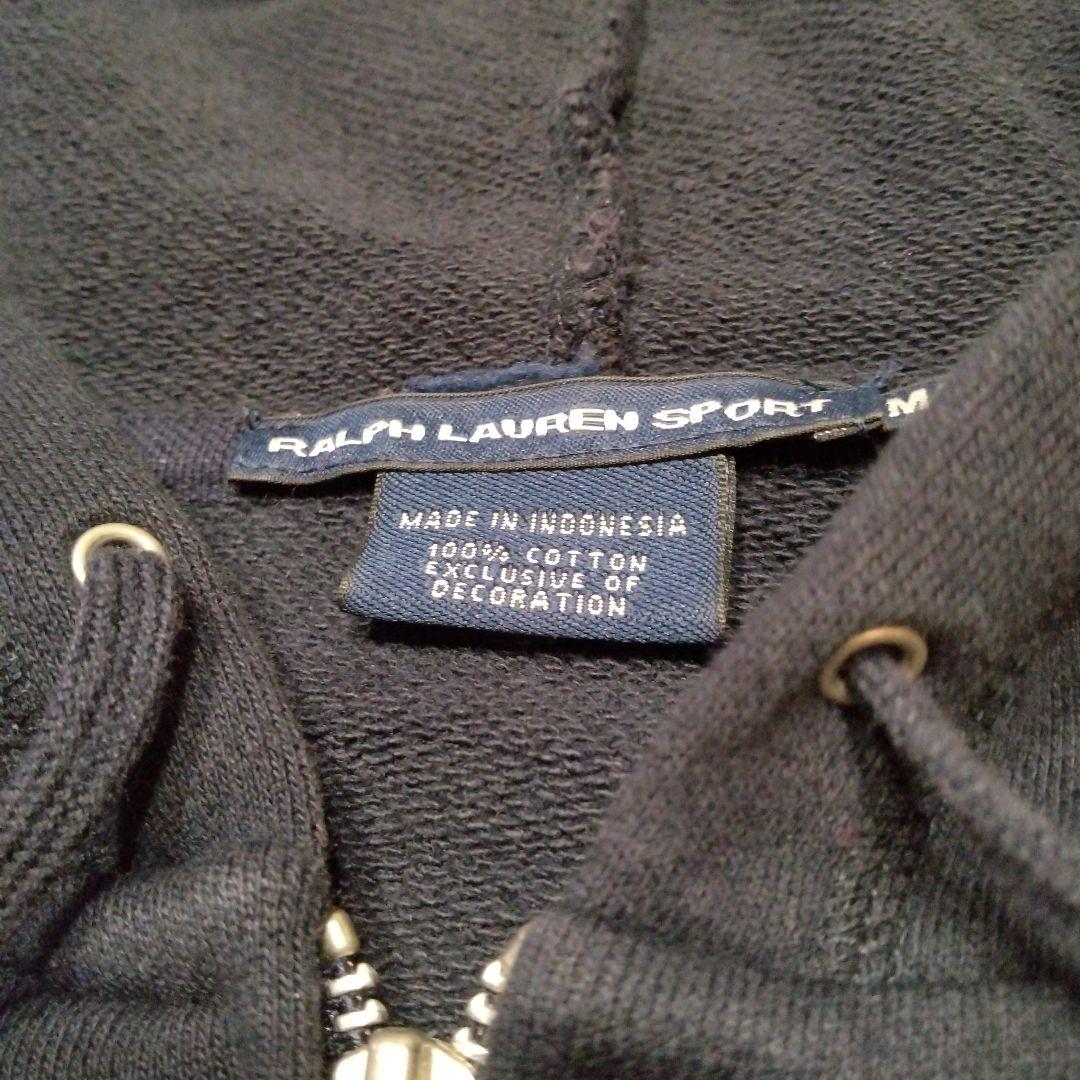 RALPH LAUREN SPORT
M
MADE IN INDONESIA
100% COTTON
EXCLUSIVE OF
DECORATION